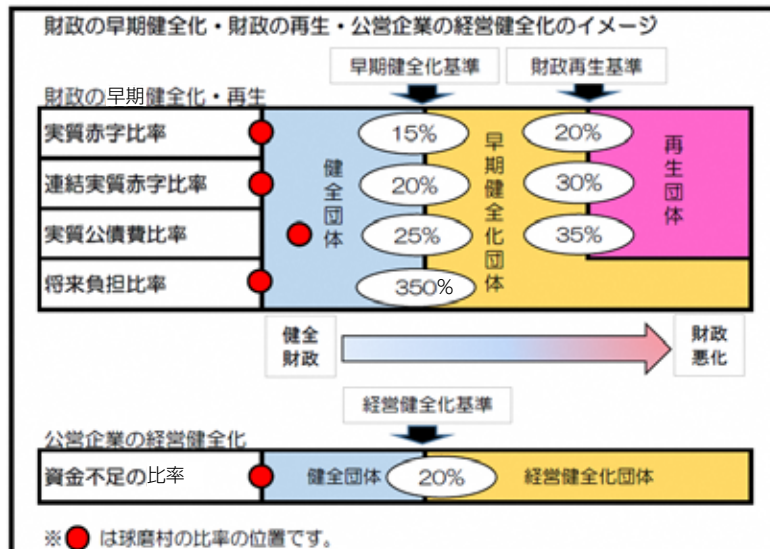 財政の早期健全化・財政の再生・公営企業の経営健全化のイメージ
早期健全化基準
財政再生基準
財政の早期健全化・再生
実質赤字比率
15%
20%
連結実質赤字比率
20%
30%
実質公債費比率
25%
35%
将来負担比率
350%
健全団体
早期健全化団体
再生団体
健全
財政
財政
悪化
経営健全化基準
公営企業の経営健全化
資金不足の比率
健全団体
20%
経営健全化団体
※ は球磨村の比率の位置です。